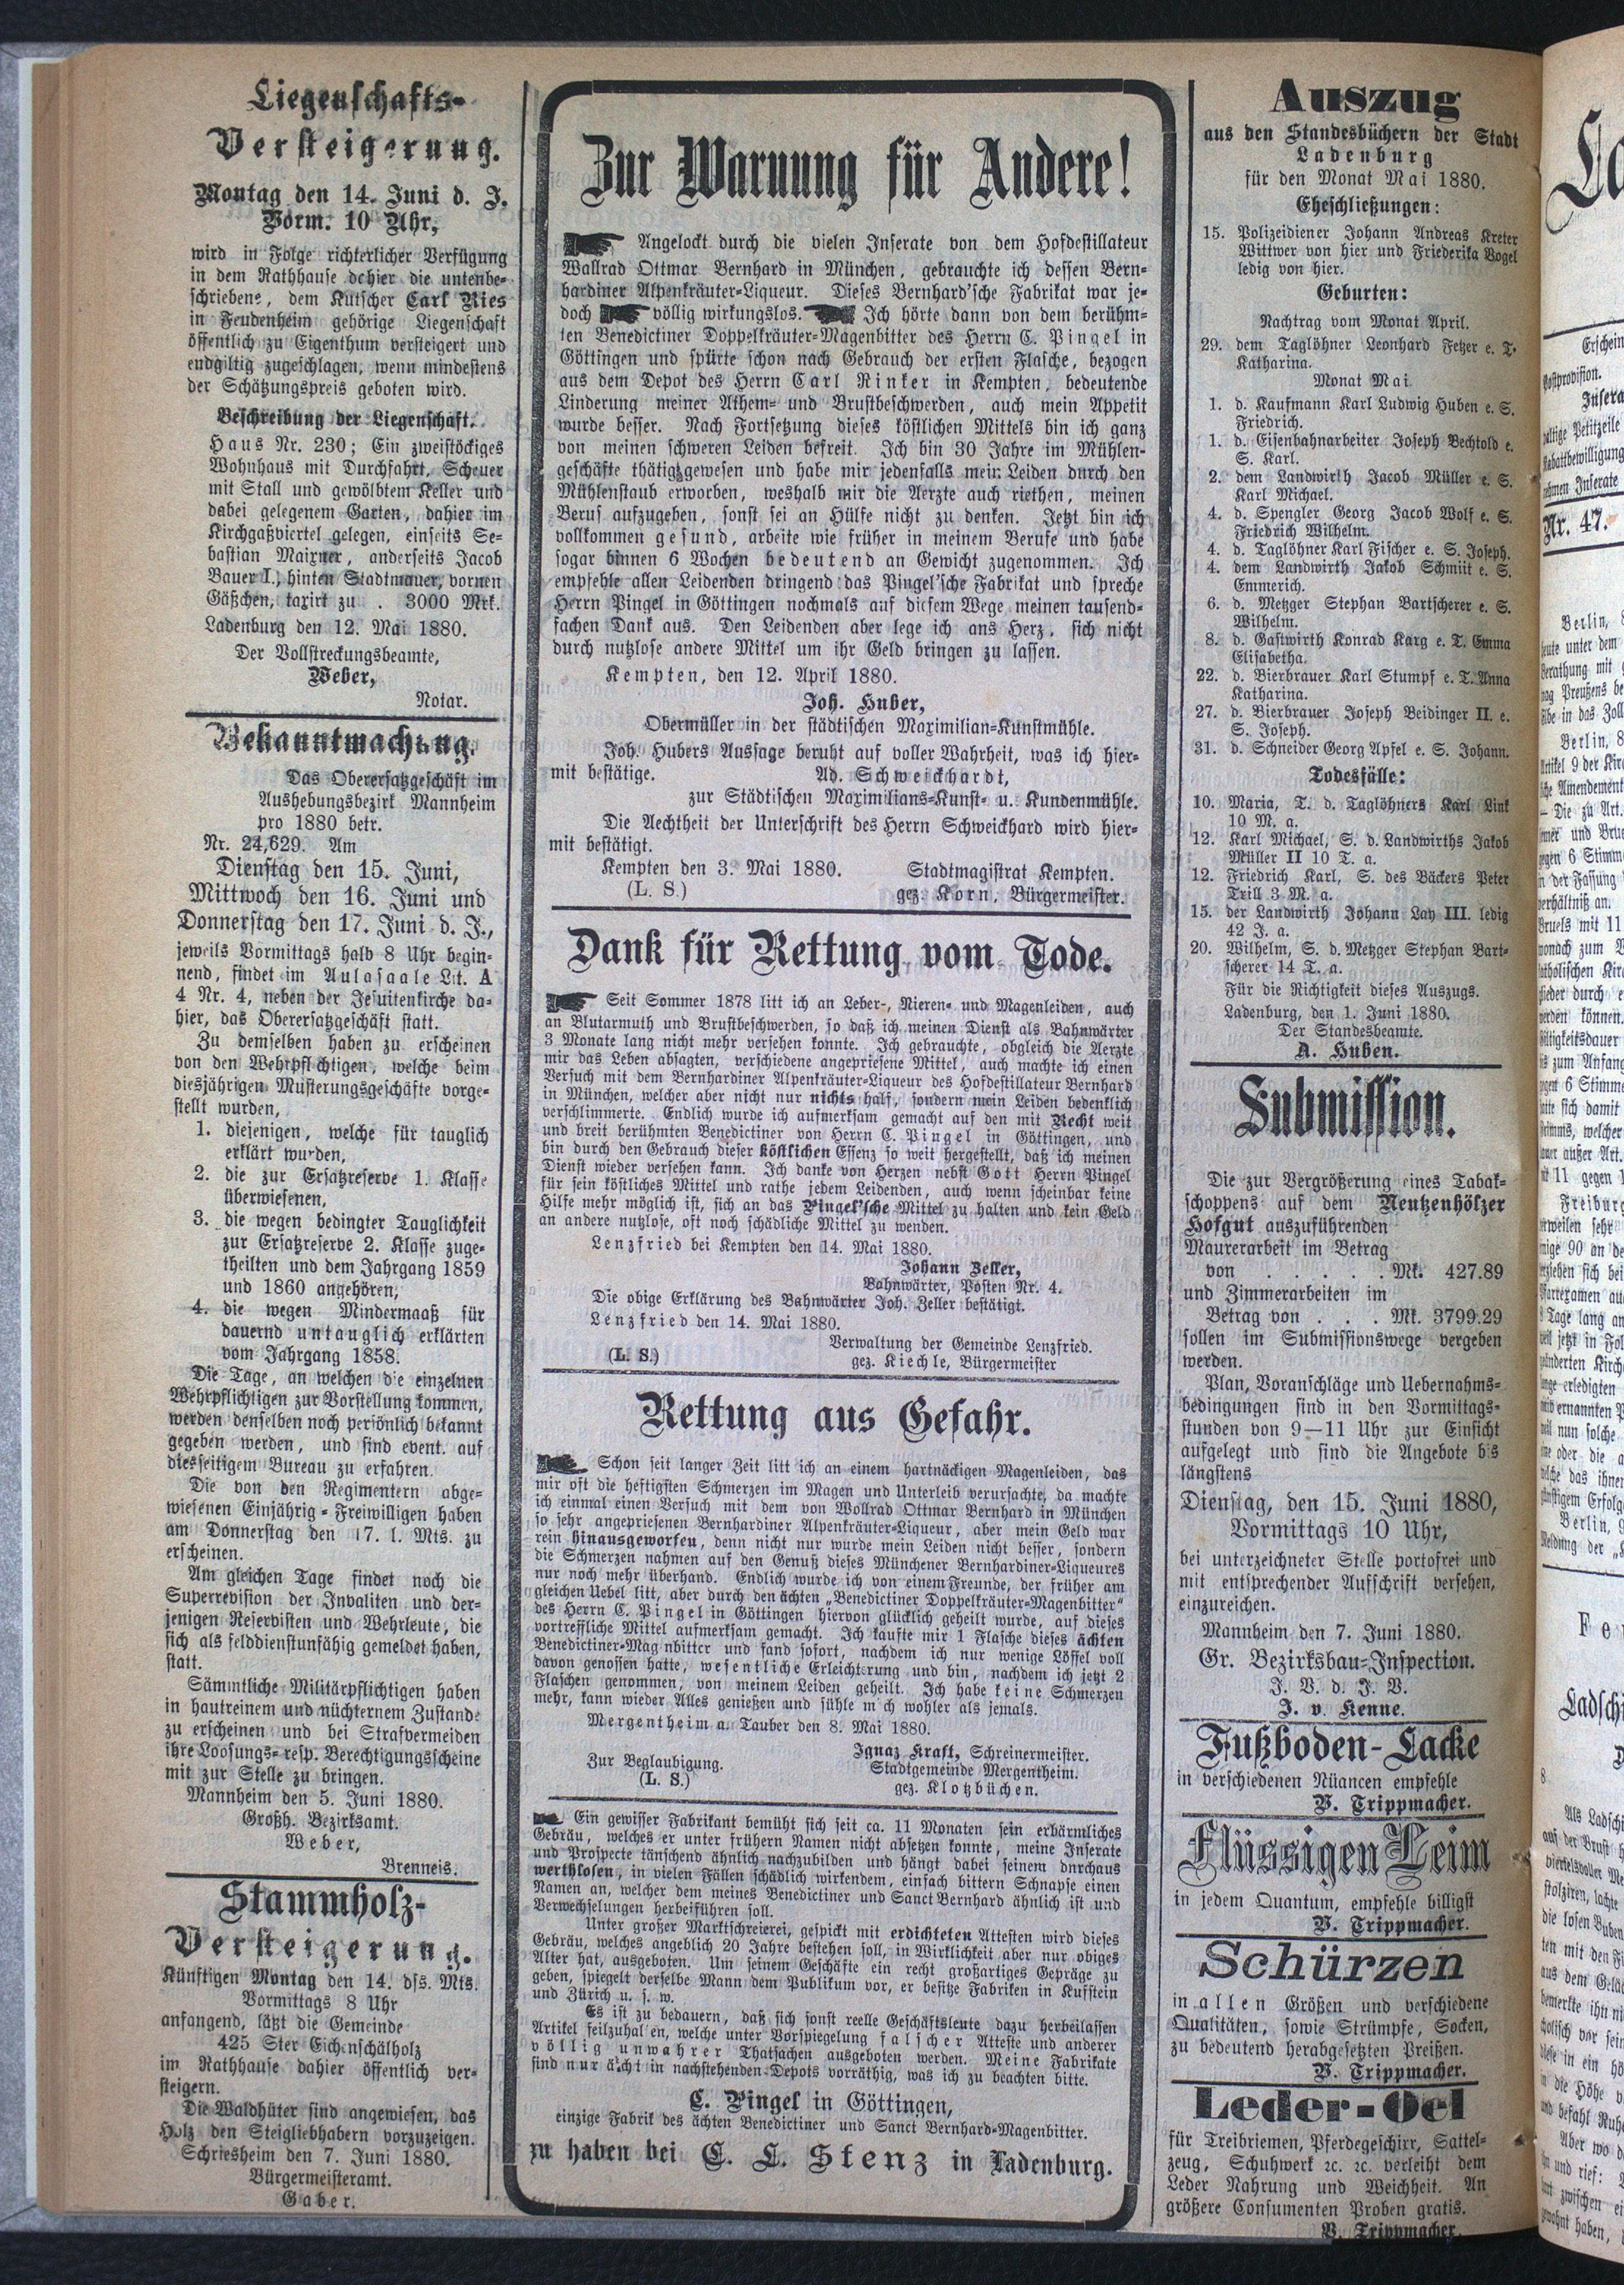 Liegenschafts-
Versteigerung.
Montag den 14. Juni d. J.
Vorm. 10 Uhr,
wird in Folge richterlicher Verfügung
in dem Rathhause dahier die untenbe-
schriebene, dem Kutscher Carl Ries
in Feudenheim gehörige Liegenschaft
öffentlich zu Eigenthum versteigert und
endgiltig zugeschlagen, wenn mindestens
der Schätzungspreis geboten wird.
Beschreibung der Liegenschaft.
Haus Nr. 230; Ein zweistöckiges
Wohnhaus mit Durchfahrt, Scheuer
mit Stall und gewölbtem Keller und
dabei gelegenem Garten, dahier im
Kirchgaßviertel gelegen, einseits Se-
bastian Maixner, anderseits Jacob
Bauer I., hinten Stadtmauer, vornen
Gäßchen, taxirt zu . 3000 Mrk.
Ladenburg den 12. Mai 1880.
Der Vollstreckungsbeamte,
Weber,
Notar.
Bekanntmachung.
Das Oberersatzgeschäft im
Aushebungsbezirk Mannheim
pro 1880 betr.
Nr. 24,629. Am
Dienstag den 15. Juni,
Mittwoch den 16. Juni und
Donnerstag den 17. Juni d. J.,
jeweils Vormittags halb 8 Uhr begin-
nend, findet im Aulasaale Lit. A
4 Nr. 4, neben der Jesuitenkirche da-
hier, das Oberersatzgeschäft statt.
Zu demselben haben zu erscheinen
von den Wehrpflichtigen, welche beim
diesjährigen Musterungsgeschäfte vorge-
stellt wurden,
1. diejenigen, welche für tauglich
erklärt wurden,
2. die zur Ersatzreserve 1. Klasse
überwiesenen,
3. die wegen bedingter Tauglichkeit
zur Ersatzreserve 2. Klasse zuge-
theilten und dem Jahrgang 1859
und 1860 angehören,
4. die wegen Mindermaaß für
dauernd untauglich erklärten
vom Jahrgang 1858.
Die Tage, an welchen die einzelnen
Wehrpflichtigen zur Vorstellung kommen,
werden denselben noch persönlich bekannt
gegeben werden, und sind event. auf
diesseitigem Bureau zu erfahren.
Die von den Regimentern abge-
wiesenen Einjährig-Freiwilligen haben
am Donnerstag den 17. l. Mts. zu
erscheinen.
Am gleichen Tage findet noch die
Superrevision der Invaliten und der-
jenigen Reservisten und Wehrleute, die
sich als felddienstunfähig gemeldet haben,
statt.
Sämmtliche Militärpflichtigen haben
in hautreinem und nüchternem Zustande
zu erscheinen und bei Strafvermeiden
ihre Loosungs- resp. Berechtigungsscheine
mit zur Stelle zu bringen.
Mannheim den 5. Juni 1880.
Großh. Bezirksamt.
Weber,
Brenneis.
Stammholz-
Versteigerung.
Künftigen Montag den 14. dss. Mts.
Vormittags 8 Uhr
anfangend, läßt die Gemeinde
425 Ster Eichenschälholz
im Rathhause dahier öffentlich ver-
steigern.
Die Waldhüter sind angewiesen, das
Holz den Steigliebhabern vorzuzeigen.
Schriesheim den 7. Juni 1880.
Bürgermeisteramt.
Gaber.
Zur Warnung für Andere!
Angelockt durch die vielen Inserate von dem Hofdestillateur
Wallrad Ottmar Bernhard in München, gebrauchte ich dessen Bern-
hardiner Alpenkräuter-Liqueur. Dieses Bernhard'sche Fabrikat war je-
doch völlig wirkungslos. Ich hörte dann von dem berühm-
ten Benedictiner Doppelkräuter-Magenbitter des Herrn C. Pingel in
Göttingen und spürte schon nach Gebrauch der ersten Flasche, bezogen
aus dem Depot des Herrn Carl Rinker in Kempten, bedeutende
Linderung meiner Athem- und Brustbeschwerden, auch mein Appetit
wurde besser. Nach Fortsetzung dieses köstlichen Mittels bin ich ganz
von meinen schweren Leiden befreit. Ich bin 30 Jahre im Mühlen-
geschäfte thätig gewesen und habe mir jedenfalls mein Leiden durch den
Mühlenstaub erworben, weshalb mir die Aerzte auch riethen, meinen
Beruf aufzugeben, sonst sei an Hülfe nicht zu denken. Jetzt bin ich
vollkommen gesund, arbeite wie früher in meinem Berufe und habe
sogar binnen 6 Wochen bedeutend an Gewicht zugenommen. Ich
empfehle allen Leidenden dringend das Pingel'sche Fabrikat und spreche
Herrn Pingel in Göttingen nochmals auf diesem Wege meinen tausend-
fachen Dank aus. Den Leidenden aber lege ich ans Herz, sich nicht
durch nutzlose andere Mittel um ihr Geld bringen zu lassen.
Kempten, den 12. April 1880.
Joh. Huber,
Obermüller in der städtischen Maximilian-Kunstmühle.
Joh. Hubers Aussage beruht auf voller Wahrheit, was ich hier-
mit bestätige. Ad. Schweickhardt,
zur Städtischen Maximilians-Kunst- u. Kundenmühle.
Die Aechtheit der Unterschrift des Herrn Schweickhard wird hier-
mit bestätigt.
Kempten den 3. Mai 1880. Stadtmagistrat Kempten.
(L. S.) gez. Korn, Bürgermeister.
Dank für Rettung vom Tode.
Seit Sommer 1878 litt ich an Leber-, Nieren- und Magenleiden, auch
an Blutarmuth und Brustbeschwerden, so daß ich meinen Dienst als Bahnwärter
3 Monate lang nicht mehr versehen konnte. Ich gebrauchte, obgleich die Aerzte
mir das Leben absagten, verschiedene angepriesene Mittel, auch machte ich einen
Versuch mit dem Bernhardiner Alpenkräuter-Liqueur des Hofdestillateur Bernhard
in München, welcher aber nicht nur nichts half, sondern mein Leiden bedenklich
verschlimmerte. Endlich wurde ich aufmerksam gemacht auf den mit Recht weit
und breit berühmten Benedictiner von Herrn C. Pingel in Göttingen, und
bin durch den Gebrauch dieser köstlichen Essenz so weit hergestellt, daß ich meinen
Dienst wieder versehen kann. Ich danke von Herzen nebst Gott Herrn Pingel
für sein köstliches Mittel und rathe jedem Leidenden, auch wenn scheinbar keine
Hilfe mehr möglich ist, sich an das Pingel'sche Mittel zu halten und kein Geld
an andere nutzlose, oft noch schädliche Mittel zu wenden.
Lenzfried bei Kempten den 14. Mai 1880.
Johann Zeller,
Bahnwärter, Posten Nr. 4.
Die obige Erklärung des Bahnwärter Joh. Zeller bestätigt.
Lenzfried den 14. Mai 1880.
Verwaltung der Gemeinde Lenzfried.
(L. S.) gez. Kiechle, Bürgermeister
Rettung aus Gefahr.
Schon seit langer Zeit litt ich an einem hartnäckigen Magenleiden, das
mir oft die heftigsten Schmerzen im Magen und Unterleib verursachte, da machte
ich einmal einen Versuch mit dem von Wollrad Ottmar Bernhard in München
so sehr angepriesenen Bernhardiner Alpenkräuter-Liqueur, aber mein Geld war
rein hinausgeworfen, denn nicht nur wurde mein Leiden nicht besser, sondern
die Schmerzen nahmen auf den Genuß dieses Münchener Bernhardiner-Liqueures
nur noch mehr überhand. Endlich wurde ich von einem Freunde, der früher am
gleichen Uebel litt, aber durch den ächten „Benedictiner Doppelkräuter-Magenbitter"
des Herrn C. Pingel in Göttingen hiervon glücklich geheilt wurde, auf dieses
vortreffliche Mittel aufmerksam gemacht. Ich kaufte mir 1 Flasche dieses ächten
Benedictiner-Magenbitter und fand sofort, nachdem ich nur wenige Löffel voll
davon genossen hatte, wesentliche Erleichterung und bin, nachdem ich jetzt 2
Flaschen genommen, von meinem Leiden geheilt. Ich habe keine Schmerzen
mehr, kann wieder Alles genießen und fühle mich wohler als jemals.
Mergentheim a. Tauber den 8. Mai 1880.
Ignaz Kraft, Schreinermeister.
Zur Beglaubigung. Stadtgemeinde Mergentheim.
(L. S.) gez. Klotzbüchen.
Ein gewisser Fabrikant bemüht sich seit ca. 11 Monaten sein erbärmliches
Gebräu, welches er unter frühern Namen nicht absetzen konnte, meine Inserate
und Prospecte täuschend ähnlich nachzubilden und hängt dabei seinem durchaus
werthlosen, in vielen Fällen schädlich wirkendem, einfach bittern Schnapse einen
Namen an, welcher dem meines Benedictiner und Sanct Bernhard ähnlich ist und
Verwechselungen herbeiführen soll.
Unter großer Marktschreierei, gespickt mit erdichteten Attesten wird dieses
Gebräu, welches angeblich 20 Jahre bestehen soll, in Wirklichkeit aber nur obiges
Alter hat, ausgeboten. Um seinem Geschäfte ein recht großartiges Gepräge zu
geben, spiegelt derselbe Mann dem Publikum vor, er besitze Fabriken in Kufstein
und Zürich u. s. w.
Es ist zu bedauern, daß sich sonst reelle Geschäftsleute dazu herbeilassen
Artikel feilzuhalten, welche unter Vorspiegelung falscher Atteste und anderer
völlig unwahrer Thatsachen ausgeboten werden. Meine Fabrikate
sind nur ächt in nachstehenden Depots vorräthig, was ich zu beachten bitte.
C. Pingel in Göttingen,
einzige Fabrik des ächten Benedictiner und Sanct Bernhard-Magenbitter.
zu haben bei C. L. Stenz in Ladenburg.
Auszug
aus den Standesbüchern der Stadt
Ladenburg
für den Monat Mai 1880.
Eheschließungen:
15. Polizeidiener Johann Andreas Kreter
Wittwer von hier und Friederika Vogel
ledig von hier.
Geburten:
Nachtrag vom Monat April.
29. dem Taglöhner Leonhard Fetzer e. T.
Katharina.
Monat Mai
1. d. Kaufmann Karl Ludwig Huben e. S.
Friedrich.
1. d. Eisenbahnarbeiter Joseph Bechtold e.
S. Karl.
2. dem Landwirth Jacob Müller e. S.
Karl Michael.
4. d. Spengler Georg Jacob Wolf e. S.
Friedrich Wilhelm.
4. d. Taglöhner Karl Fischer e. S. Joseph.
4. dem Landwirth Jakob Schmitt e. S.
Emmerich.
6. d. Metzger Stephan Bartscherer e. S.
Wilhelm.
8. d. Gastwirth Konrad Karg e. T. Emma
Elisabetha.
22. d. Bierbrauer Karl Stumpf e. T. Anna
Katharina.
27. d. Bierbrauer Joseph Beidinger II. e.
S. Joseph.
31. d. Schneider Georg Apfel e. S. Johann.
Todesfälle:
10. Maria, T. d. Taglöhners Karl Link
10 M. a.
12. Karl Michael, S. d. Landwirths Jakob
Müller II 10 T. a.
12. Friedrich Karl, S. des Bäckers Peter
Trill 3 M. a.
15. der Landwirth Johann Lay III. ledig
42 J. a.
20. Wilhelm, S. d. Metzger Stephan Bart-
scherer 14 T. a.
Für die Richtigkeit dieses Auszugs.
Ladenburg, den 1. Juni 1880.
Der Standesbeamte.
A. Huben.
Submission.
Die zur Vergrößerung eines Tabak-
schoppens auf dem Neutzenhölzer
Hofgut auszuführenden
Maurerarbeit im Betrag
von . . . . . Mk. 427.89
und Zimmerarbeiten im
Betrag von . . . Mk 3799.29
sollen im Submissionswege vergeben
werden.
Plan, Voranschläge und Uebernahms-
bedingungen sind in den Vormittags-
stunden von 9—11 Uhr zur Einsicht
aufgelegt und sind die Angebote bis
längstens
Dienstag, den 15. Juni 1880,
Vormittags 10 Uhr,
bei unterzeichneter Stelle portofrei und
mit entsprechender Aufschrift versehen,
einzureichen.
Mannheim den 7. Juni 1880.
Gr. Bezirksbau-Inspection.
J. V. d. J. V.
J. v. Kenne.
Fußboden-Lacke
in verschiedenen Nüancen empfehle
V. Trippmacher.
Flüssigen Leim
in jedem Quantum, empfehle billigst
V. Trippmacher.
Schürzen
in allen Größen und verschiedene
Qualitäten, sowie Strümpfe, Socken,
zu bedeutend herabgesetzten Preißen.
V. Trippmacher.
Leder-Oel
für Treibriemen, Pferdegeschirr, Sattel-
zeug, Schuhwerk ꝛc. ꝛc. verleiht dem
Leder Nahrung und Weichheit. An
größere Consumenten Proben gratis.
V. Trippmacher.
Nr. 47.